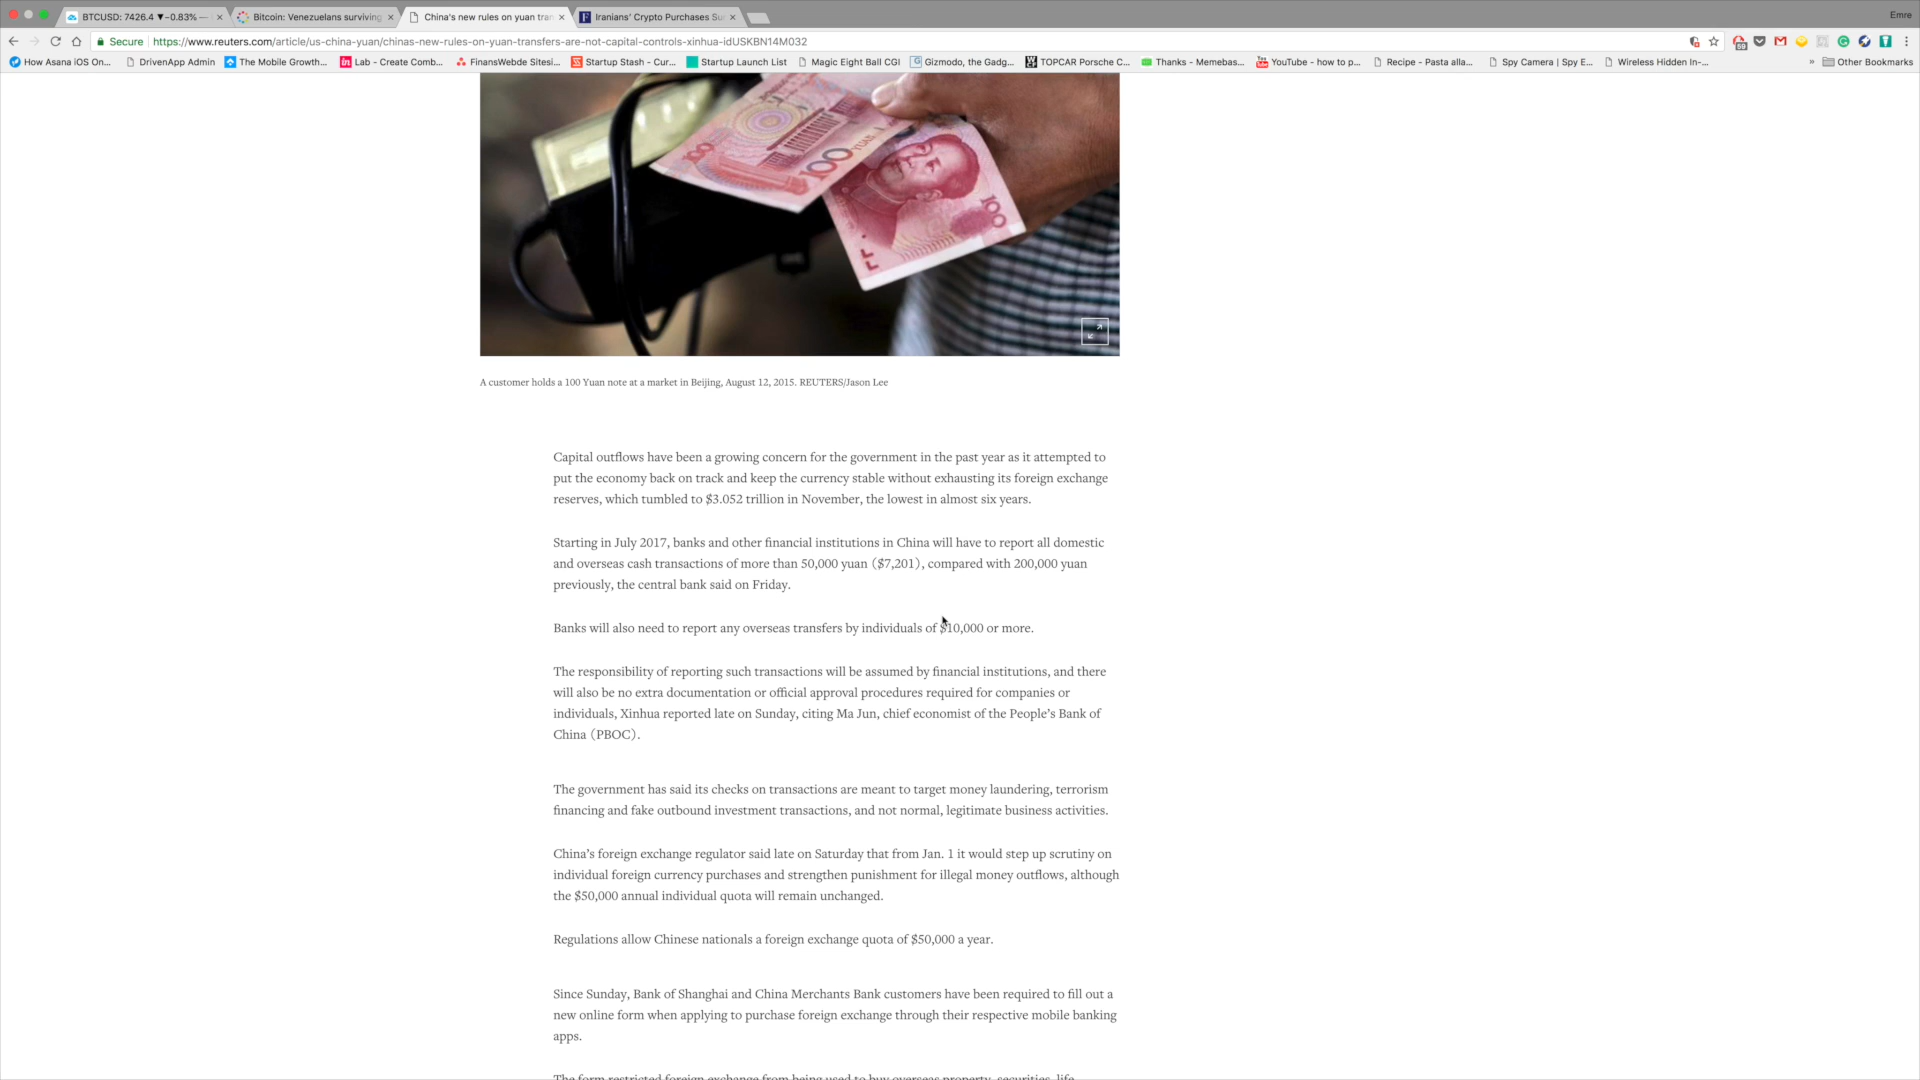 BTCUSD: 7426.4 ▼−0.83% —
Bitcoin: Venezuelans surviving
China's new rules on yuan tran
Iranians' Crypto Purchases Su
Emre
Secure
https://www.reuters.com/article/us-china-yuan/chinas-new-rules-on-yuan-transfers-are-not-capital-controls-xinhua-idUSKBN14M032
59
How Asana iOS On...
DrivenApp Admin
The Mobile Growth...
Lab - Create Comb...
FinansWebde Sitesi...
Startup Stash - Cur...
Startup Launch List
Magic Eight Ball CGI
Gizmodo, the Gadg...
TOPCAR Porsche C...
Thanks - Memebas...
YouTube - how to p...
Recipe - Pasta alla...
Spy Camera | Spy E...
Wireless Hidden In-...
»
Other Bookmarks
100
100 YUAN
100
A customer holds a 100 Yuan note at a market in Beijing, August 12, 2015. REUTERS/Jason Lee
Capital outflows have been a growing concern for the government in the past year as it attempted to
put the economy back on track and keep the currency stable without exhausting its foreign exchange
reserves, which tumbled to $3.052 trillion in November, the lowest in almost six years.
Starting in July 2017, banks and other financial institutions in China will have to report all domestic
and overseas cash transactions of more than 50,000 yuan ($7,201), compared with 200,000 yuan
previously, the central bank said on Friday.
Banks will also need to report any overseas transfers by individuals of $10,000 or more.
The responsibility of reporting such transactions will be assumed by financial institutions, and there
will also be no extra documentation or official approval procedures required for companies or
individuals, Xinhua reported late on Sunday, citing Ma Jun, chief economist of the People's Bank of
China (PBOC).
The government has said its checks on transactions are meant to target money laundering, terrorism
financing and fake outbound investment transactions, and not normal, legitimate business activities.
China's foreign exchange regulator said late on Saturday that from Jan. 1 it would step up scrutiny on
individual foreign currency purchases and strengthen punishment for illegal money outflows, although
the $50,000 annual individual quota will remain unchanged.
Regulations allow Chinese nationals a foreign exchange quota of $50,000 a year.
Since Sunday, Bank of Shanghai and China Merchants Bank customers have been required to fill out a
new online form when applying to purchase foreign exchange through their respective mobile banking
apps.
The form restricted foreign exchange from being used to buy overseas property, securities, life